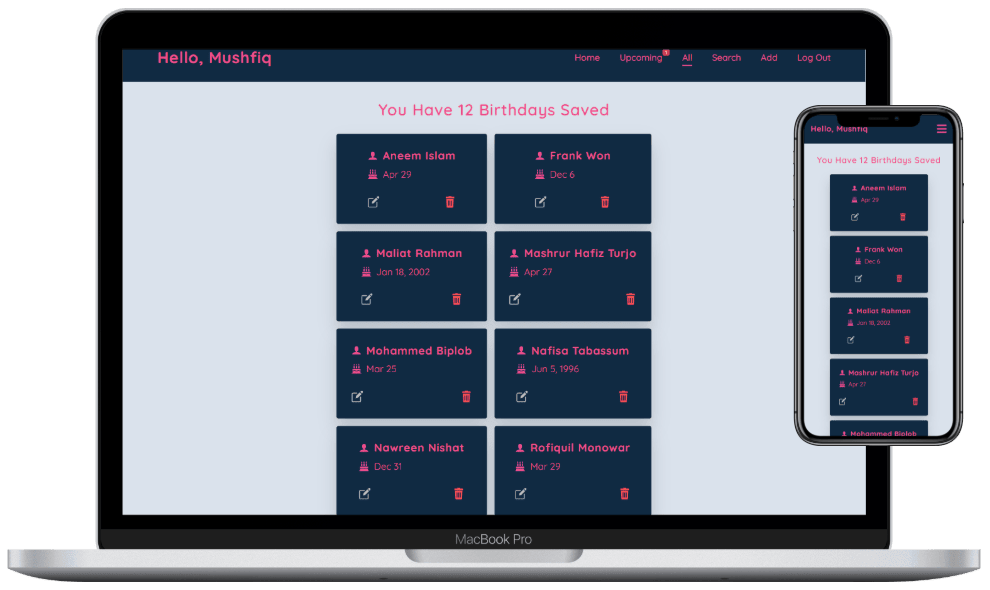 Hello, Mushfiq
Home Upcoming 1 All Search Add Log Out
You Have 12 Birthdays Saved
Aneem Islam
Apr 29
Frank Won
Dec 6
Maliat Rahman
Jan 18, 2002
Mashrur Hafiz Turjo
Apr 27
Mohammed Biplob
Mar 25
Nafisa Tabassum
Jun 5, 1996
Nawreen Nishat
Dec 31
Rofiquil Monowar
Mar 29
MacBook Pro
Hello, Mushfiq
You Have 12 Birthdays Saved
Aneem Islam
Apr 29
Frank Won
Dec 6
Maliat Rahman
Jan 18, 2002
Mashrur Hafiz Turjo
Apr 27
Mohammed Biplob